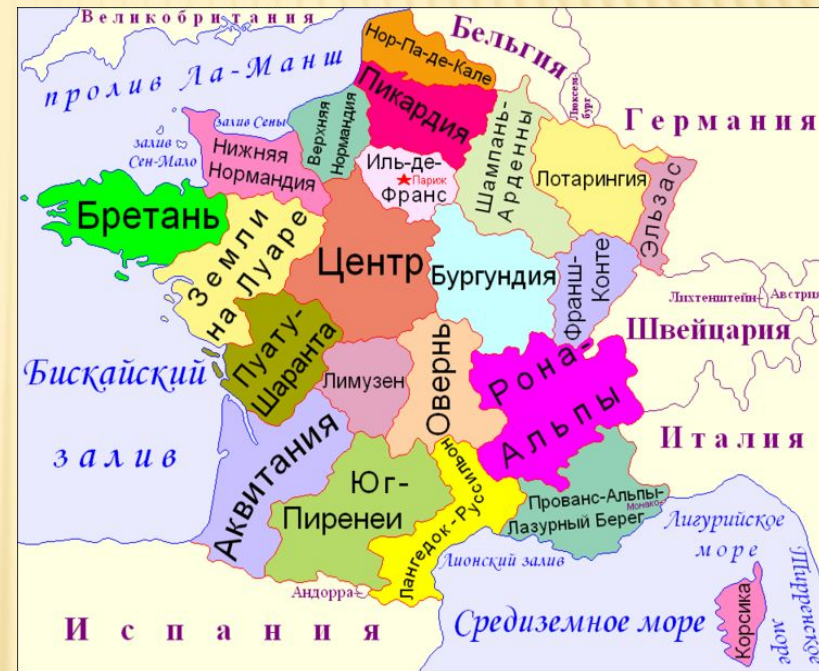 Великобритания
пролив Ла-Манш
Нор-Па-де-Кале
Бельгия
Люксем-
бург
Германия
Пикардия
залив Сены
залив
Сен-Мало
Верхняя
Нормандия
Нижняя
Нормандия
Иль-де-
Париж
Франс
Шампань-
Арденны
Лотарингия
Эльзас
Бретань
Земли
на Луаре
Центр
Бургундия
Франш-
Конте
Лихтенштейн
Австрия
Швейцария
Бискайский
залив
Пуату-
Шаранта
Лимузен
Овернь
Рона-
Альпы
Италия
Аквитания
Юг-
Пиренеи
Лангедок-Руссильон
Прованс-Альпы-
Монако
Лазурный Берег
Лигурийское
море
Лионский залив
Андорра
Испания
Средиземное море
Корсика
Тирренское
море